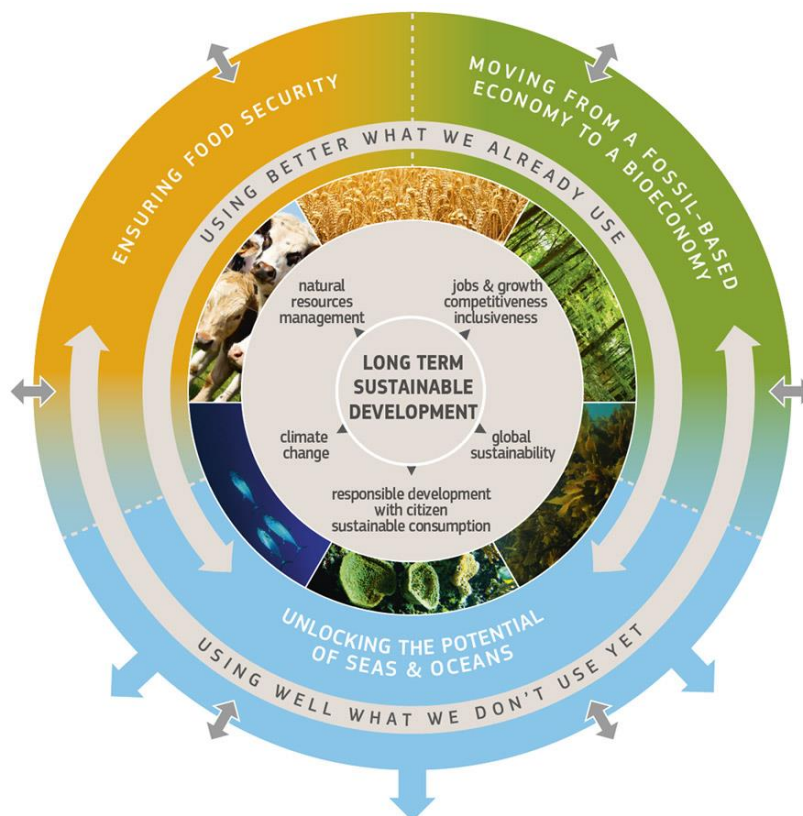 ENSURING FOOD SECURITY
MOVING FROM A FOSSIL-BASED
ECONOMY TO A BIOECONOMY
USING BETTER WHAT WE ALREADY USE
natural
resources
management
jobs & growth
competitiveness
inclusiveness
LONG TERM
SUSTAINABLE
DEVELOPMENT
climate
change
global
sustainability
responsible development
with citizen
sustainable consumption
UNLOCKING THE POTENTIAL
OF SEAS & OCEANS
USING WELL WHAT WE DON'T USE YET